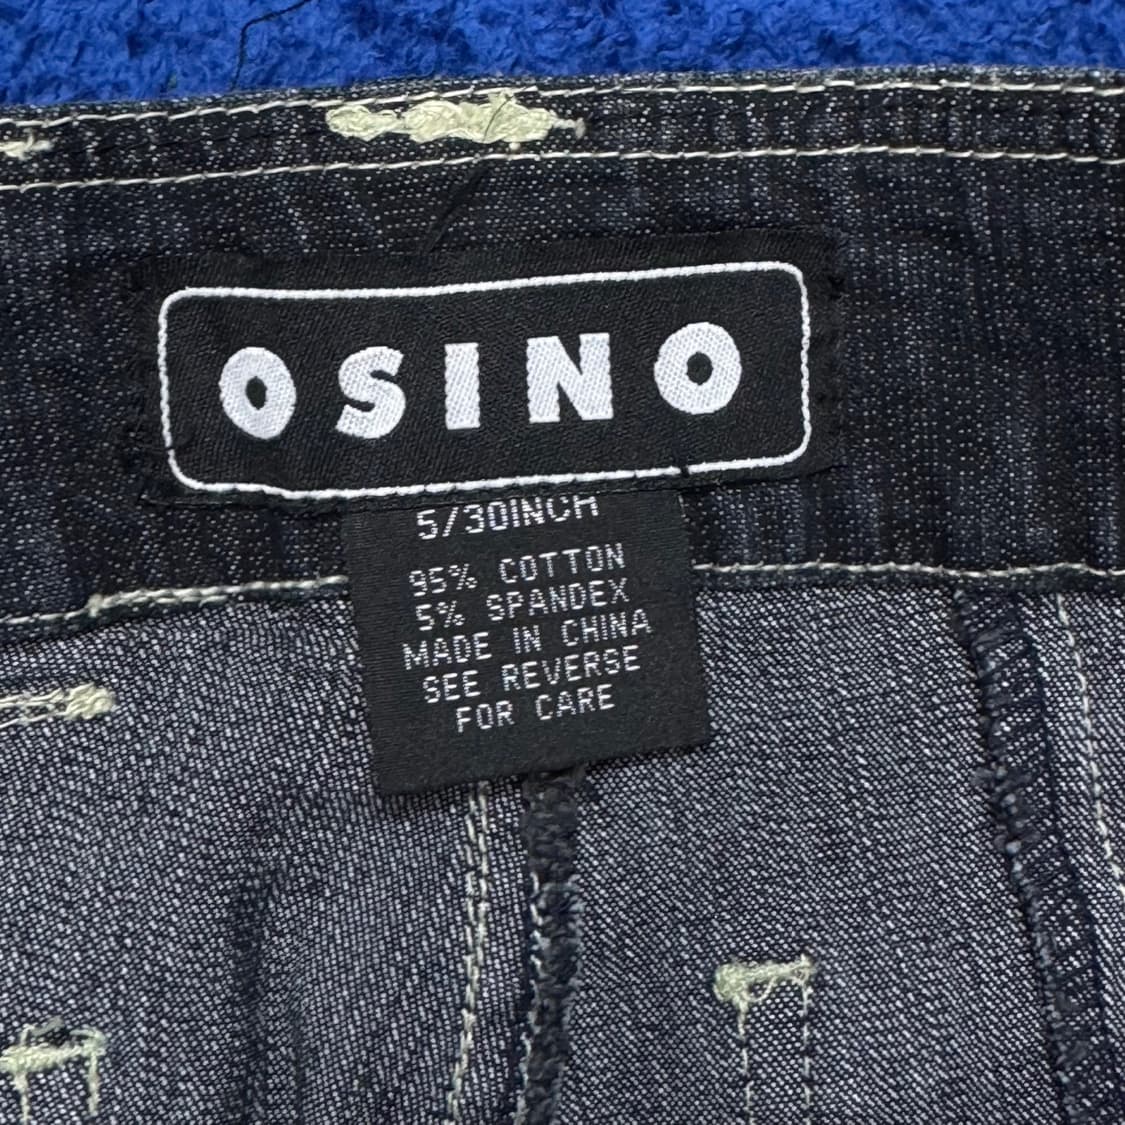 OSINO
5/30INCH
95% COTTON
5% SPANDEX
MADE IN CHINA
SEE REVERSE
FOR CARE